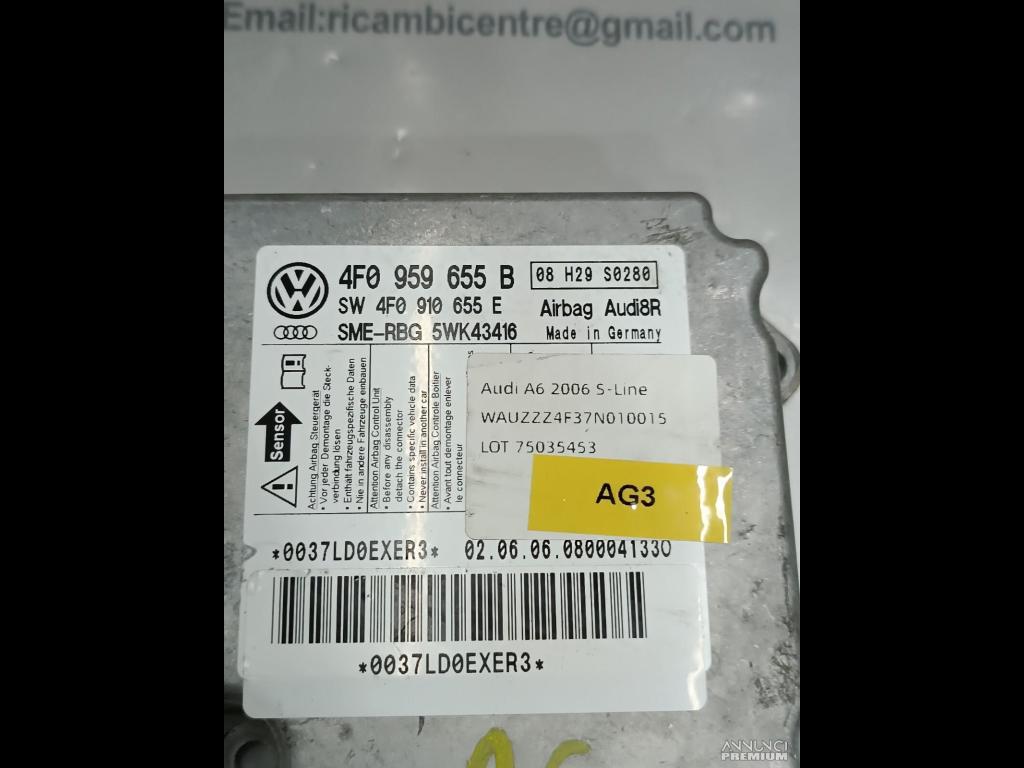 Email:ricambicentre@gmail.com
4F0 959 655 B
08 H29 S0280
SW 4F0 910 655 E
Airbag Audi8R
SME-RBG 5WK43416
Made in Germany
Sensor
Achtung Airbag Steuergerät
• Vor jeder Demontage die Steck-
verbindung lösen
• Enthält fahrzeugspezifische Daten
• Nie in andere Fahrzeuge einbauen
Attention Airbag Control Unit
• Before any disassembly
detach the connector
• Contains specific vehicle data
• Never install in another car
Attention Airbag Controle Boitier
• Avant tout démontage enlever
le connecteur
Audi A6 2006 S-Line
WAUZZZ4F37N010015
LOT 75035453
AG3
*0037LD0EXER3*
02.06.06.0800041330
*0037LD0EXER3*
A6
ANNUNCI
PREMIUM